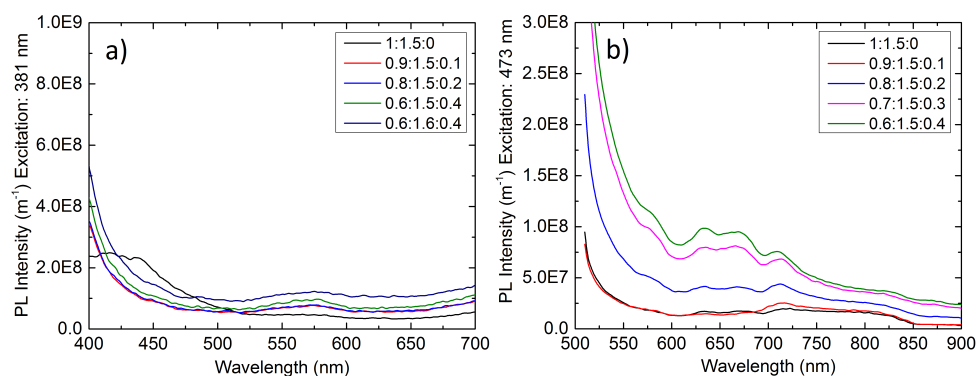 a)
1:1.5:0
0.9:1.5:0.1
0.8:1.5:0.2
0.6:1.5:0.4
0.6:1.6:0.4
PL Intensity (m⁻¹) Excitation: 381 nm
1.0E9
8.0E8
6.0E8
4.0E8
2.0E8
0.0
400 450 500 550 600 650 700
Wavelength (nm)
b)
1:1.5:0
0.9:1.5:0.1
0.8:1.5:0.2
0.7:1.5:0.3
0.6:1.5:0.4
PL Intensity (m⁻¹) Excitation: 473 nm
3.0E8
2.5E8
2.0E8
1.5E8
1.0E8
5.0E7
0.0
500 550 600 650 700 750 800 850 900
Wavelength (nm)